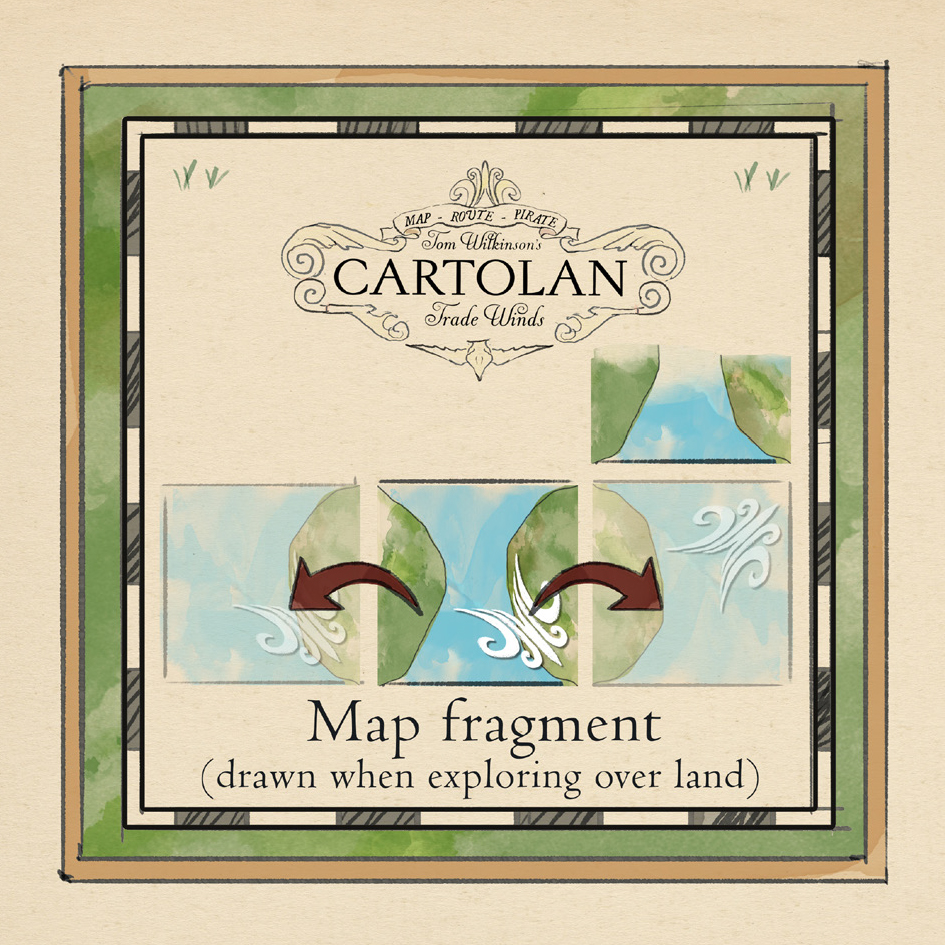 MAP - ROUTE - PIRATE
Tom Wilkinson's
CARTOLAN
Trade Winds
Map fragment
(drawn when exploring over land)